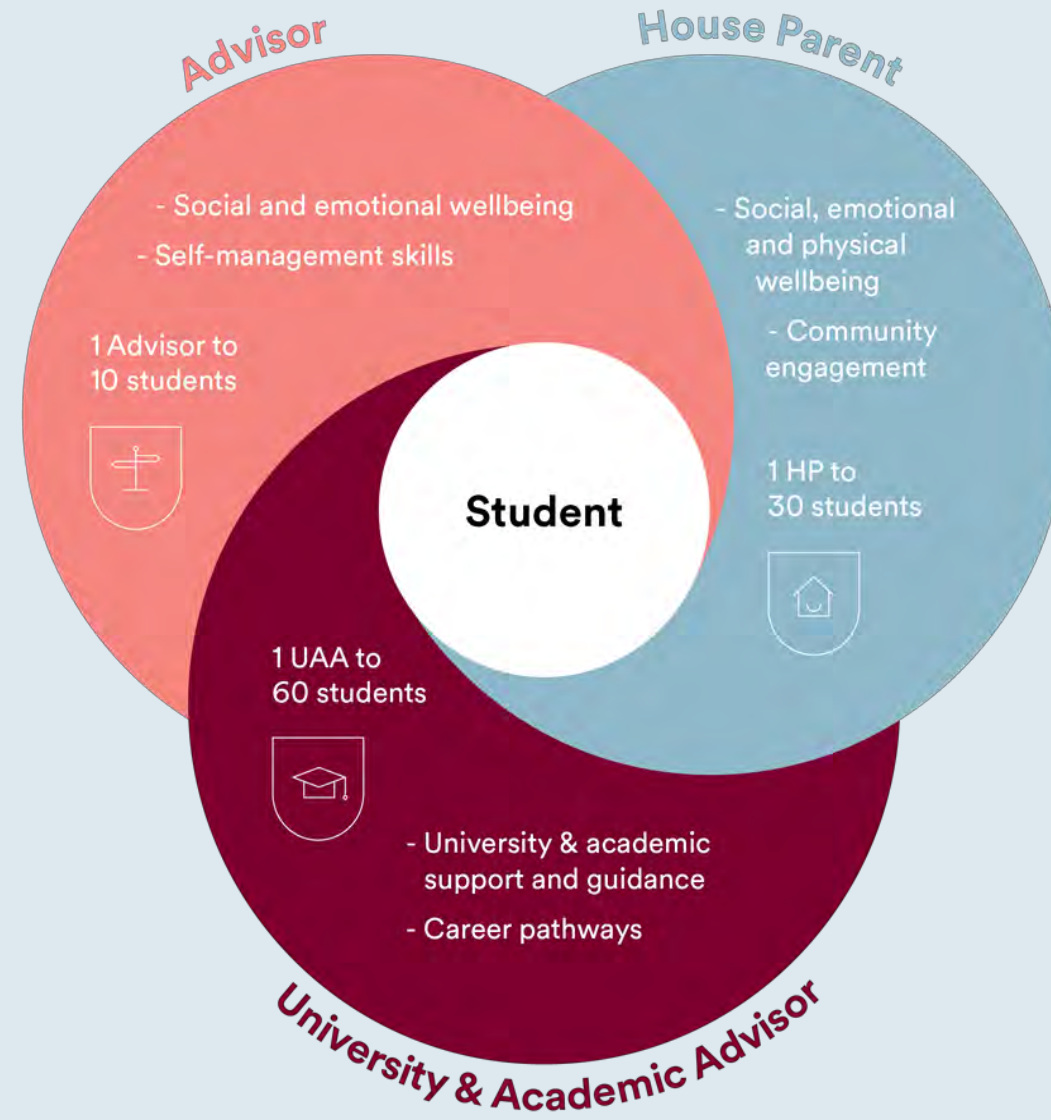 Advisor
House Parent
- Social and emotional wellbeing
- Self-management skills
1 Advisor to
10 students
- Social, emotional
and physical
wellbeing
- Community
engagement
1 HP to
30 students
Student
1 UAA to
60 students
- University & academic
support and guidance
- Career pathways
University & Academic Advisor